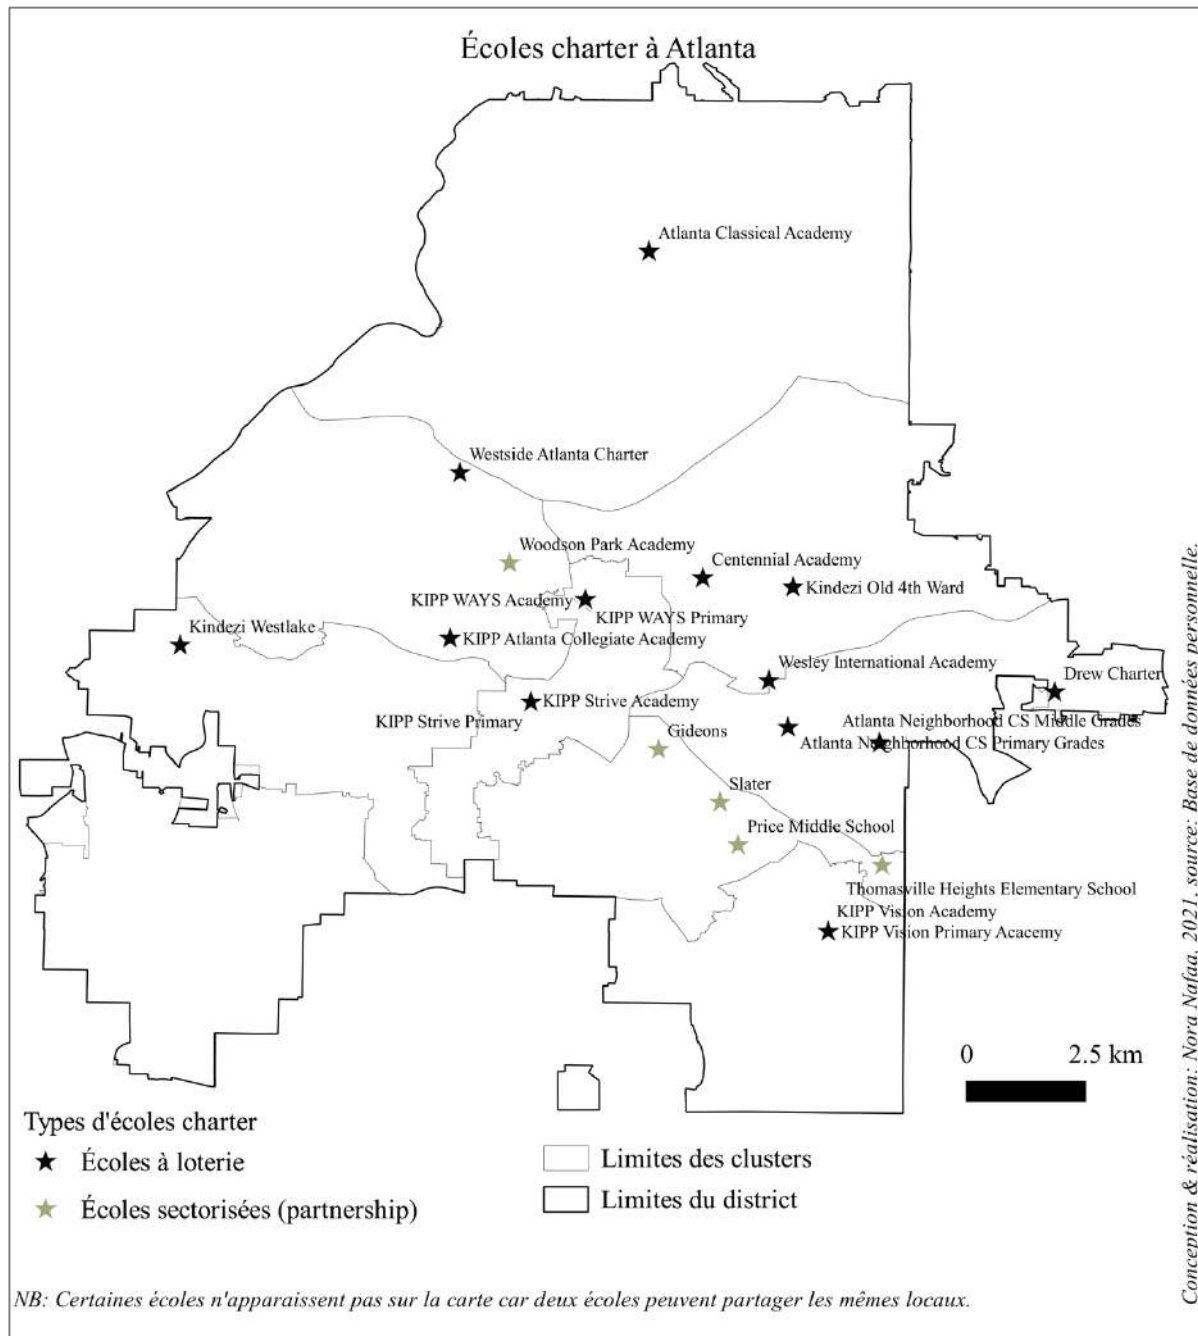 Écoles charter à Atlanta
Atlanta Classical Academy
Westside Atlanta Charter
Woodson Park Academy
Centennial Academy
Kindezi Old 4th Ward
KIPP WAYS Academy
KIPP WAYS Primary
Kindezi Westlake
KIPP Atlanta Collegiate Academy
Wesley International Academy
Drew Charter
KIPP Strive Academy
KIPP Strive Primary
Atlanta Neighborhood CS Middle Grades
Gideons
Atlanta Neighborhood CS Primary Grades
Slater
Price Middle School
Thomasville Heights Elementary School
KIPP Vision Academy
KIPP Vision Primary Acacemy
0 2.5 km
Types d'écoles charter
Écoles à loterie
Écoles sectorisées (partnership)
Limites des clusters
Limites du district
NB: Certaines écoles n'apparaissent pas sur la carte car deux écoles peuvent partager les mêmes locaux.
Conception & réalisation: Nora Nafaa, 2021, source: Base de données personnelle.